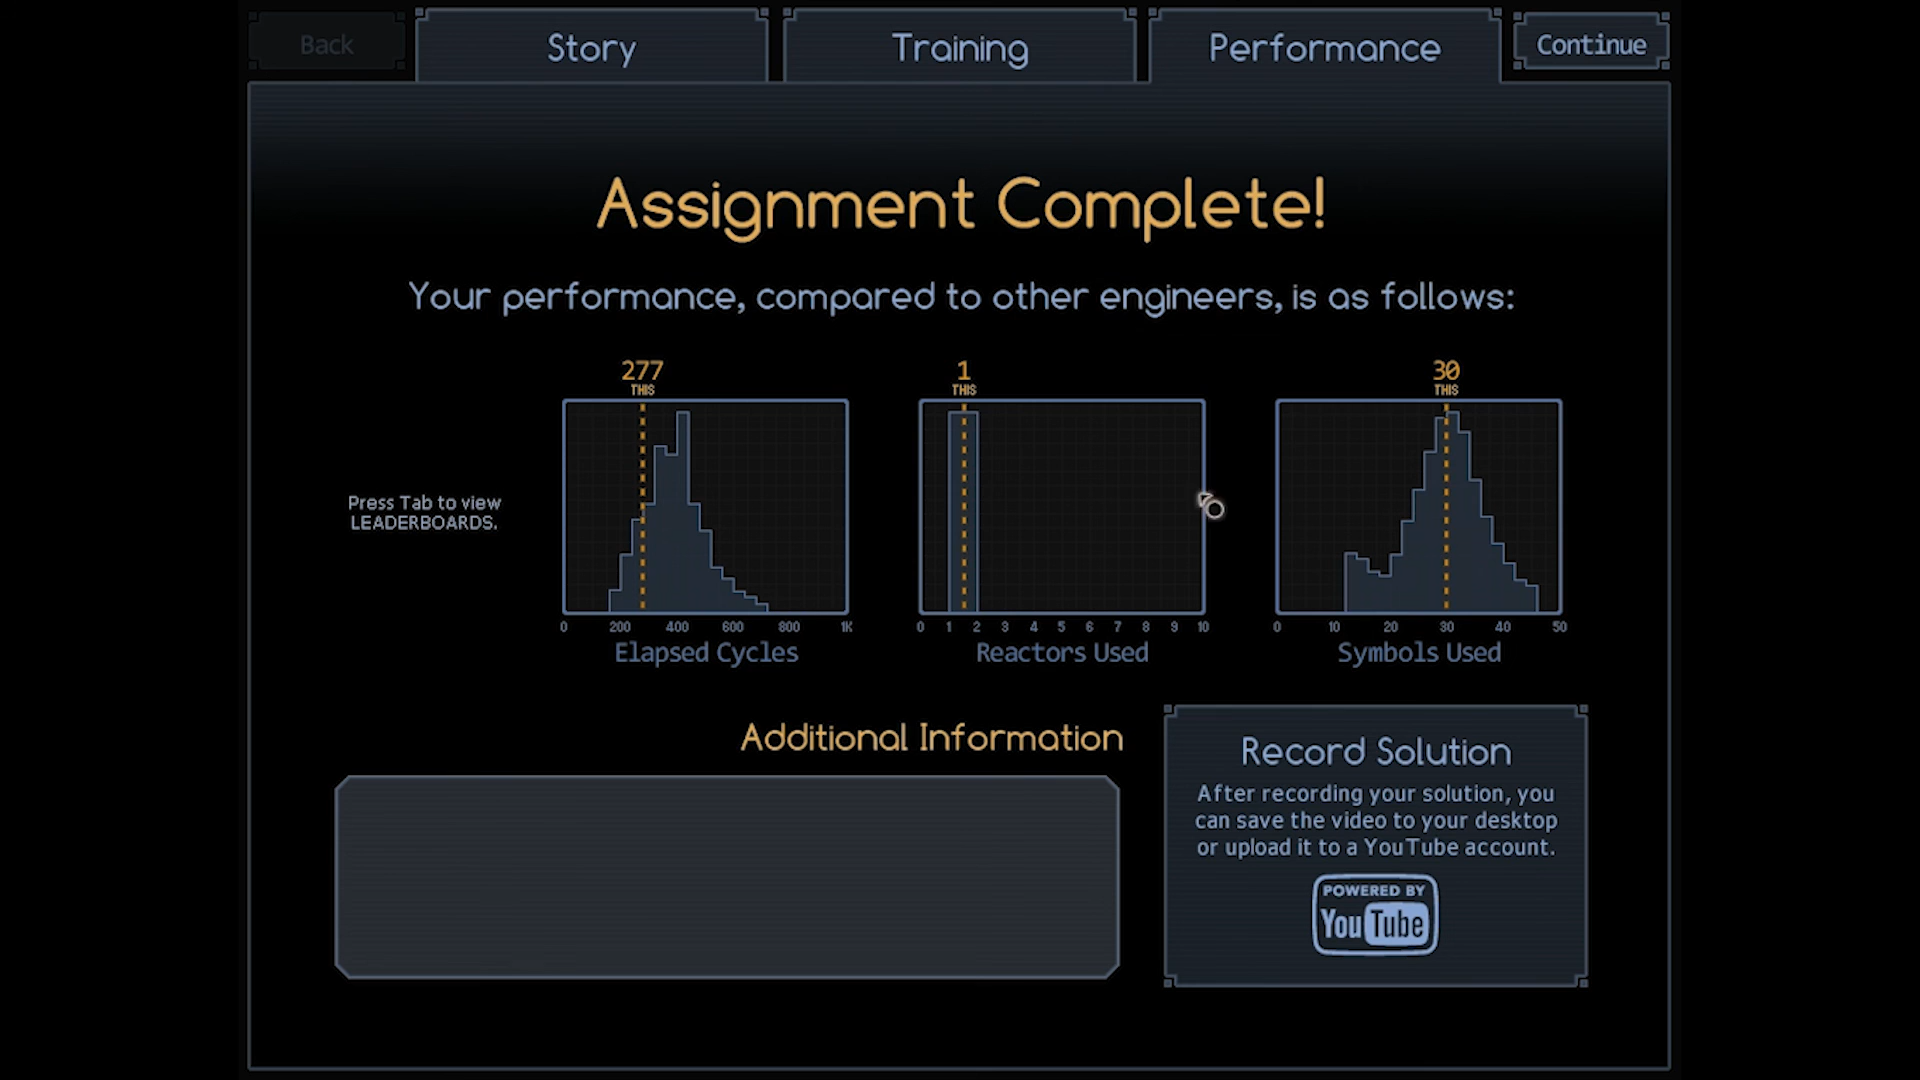 Back
Story
Training
Performance
Continue
Assignment Complete!
Your performance, compared to other engineers, is as follows:
277
THIS
1
THIS
30
THIS
Press Tab to view
LEADERBOARDS.
0 200 400 600 800 1K
0 1 2 3 4 5 6 7 8 9 10
0 10 20 30 40 50
Elapsed Cycles
Reactors Used
Symbols Used
Additional Information
Record Solution
After recording your solution, you
can save the video to your desktop
or upload it to a YouTube account.
POWERED BY
YouTube